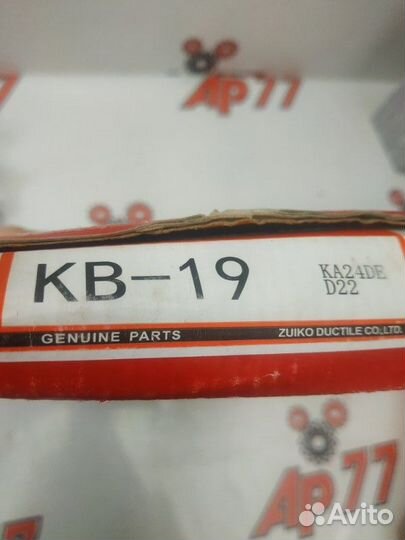 Ap77
KB-19
KA24DE
D22
GENUINE PARTS
ZUIKO DUCTILE CO;LTD.
Ap77
Avito